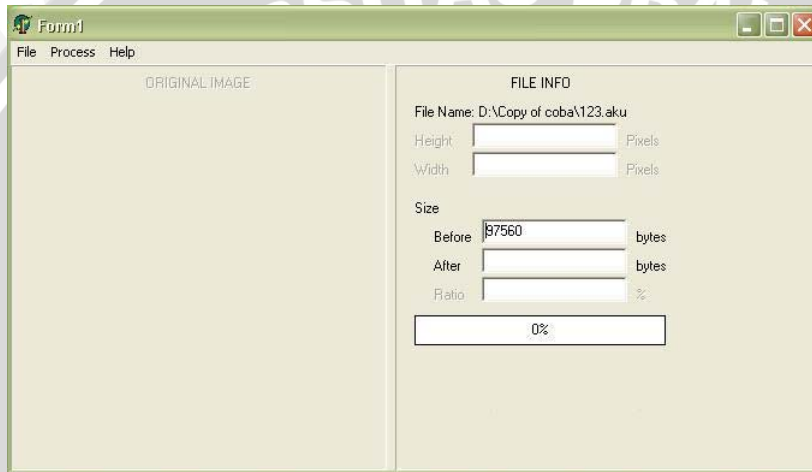 Form1
File Process Help
ORIGINAL IMAGE
FILE INFO
File Name: D:\Copy of coba\123.aku
Height Pixels
Width Pixels
Size
Before 97560 bytes
After bytes
Ratio %
0%